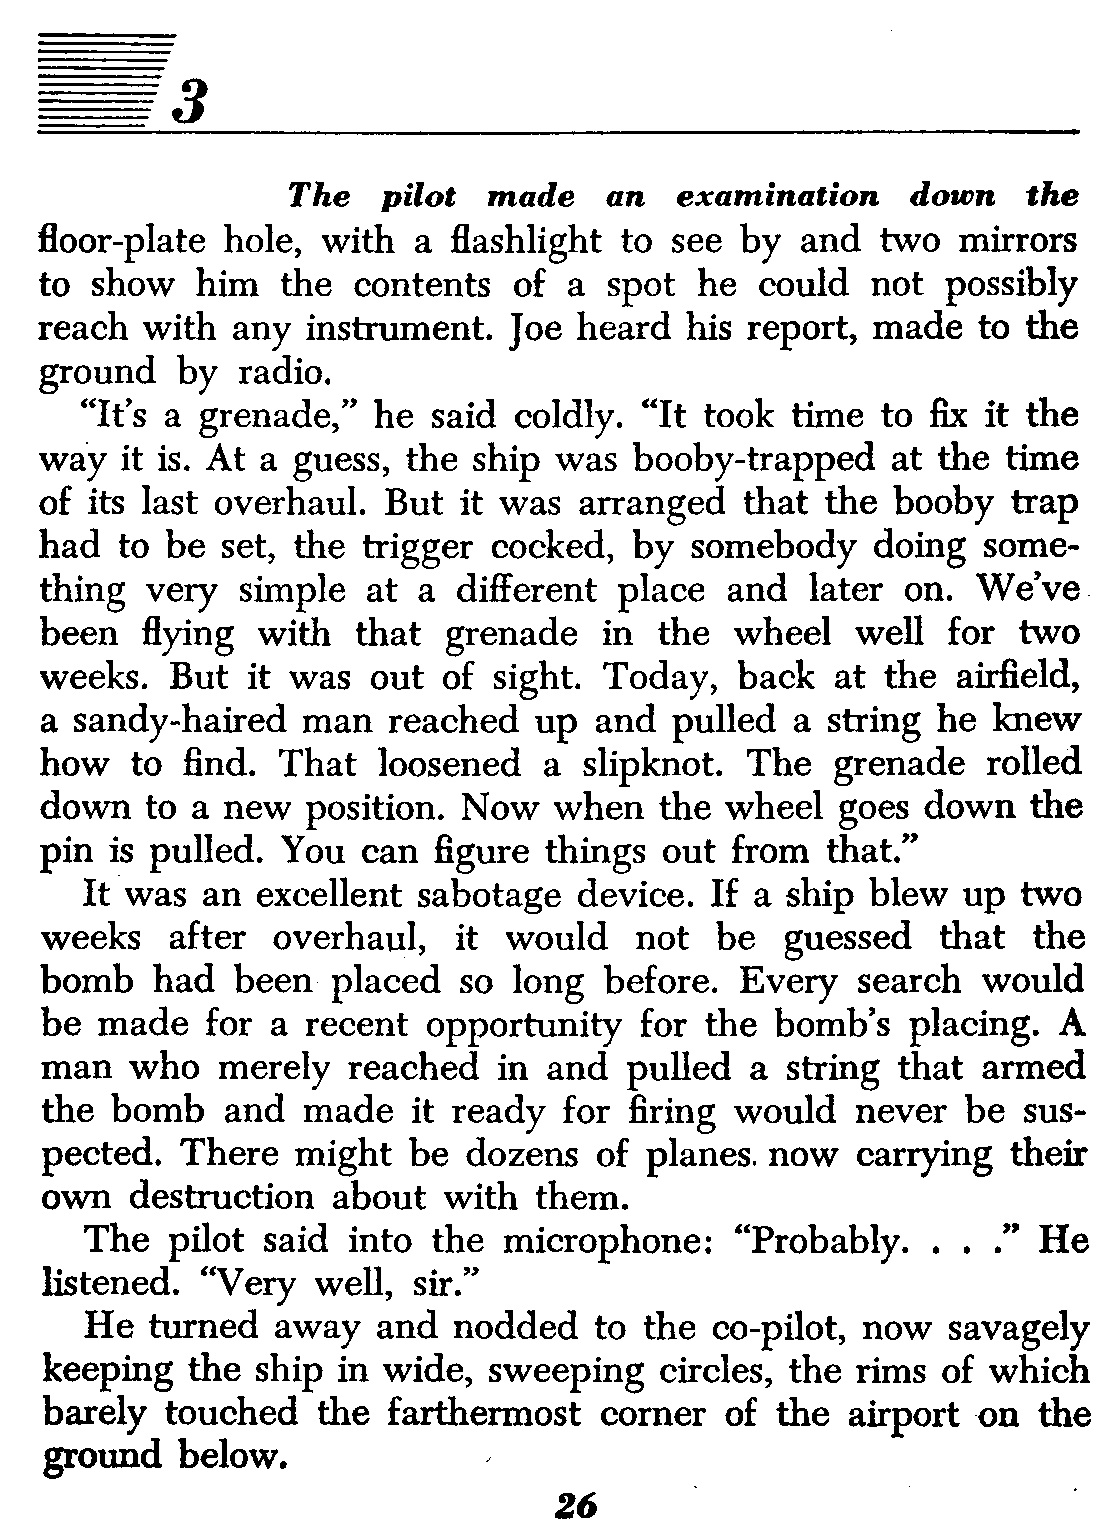 3
The pilot made an examination down the
floor-plate hole, with a flashlight to see by and two mirrors
to show him the contents of a spot he could not possibly
reach with any instrument. Joe heard his report, made to the
ground by radio.
“It’s a grenade,” he said coldly. “It took time to fix it the
way it is. At a guess, the ship was booby-trapped at the time
of its last overhaul. But it was arranged that the booby trap
had to be set, the trigger cocked, by somebody doing some-
thing very simple at a different place and later on. We’ve
been flying with that grenade in the wheel well for two
weeks. But it was out of sight. Today, back at the airfield,
a sandy-haired man reached up and pulled a string he knew
how to find. That loosened a slipknot. The grenade rolled
down to a new position. Now when the wheel goes down the
pin is pulled. You can figure things out from that.”
It was an excellent sabotage device. If a ship blew up two
weeks after overhaul, it would not be guessed that the
bomb had been placed so long before. Every search would
be made for a recent opportunity for the bomb’s placing. A
man who merely reached in and pulled a string that armed
the bomb and made it ready for firing would never be sus-
pected. There might be dozens of planes. now carrying their
own destruction about with them.
The pilot said into the microphone: “Probably. . . .” He
listened. “Very well, sir.”
He turned away and nodded to the co-pilot, now savagely
keeping the ship in wide, sweeping circles, the rims of which
barely touched the farthermost corner of the airport on the
ground below.
26